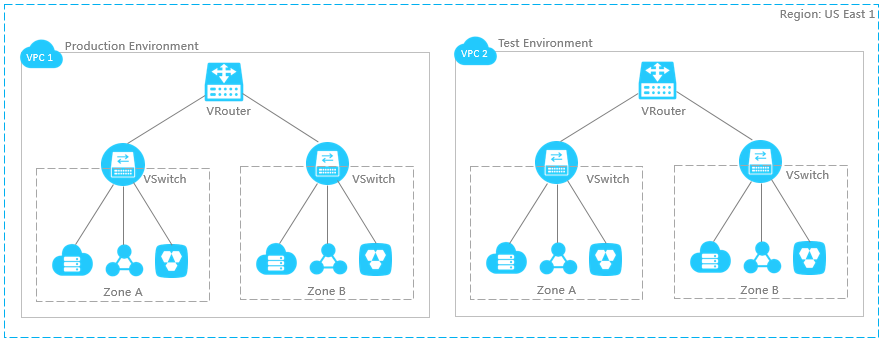 Region: US East 1
VPC 1
Production Environment
VRouter
VSwitch
VSwitch
Zone A
Zone B
VPC 2
Test Environment
VRouter
VSwitch
VSwitch
Zone A
Zone B